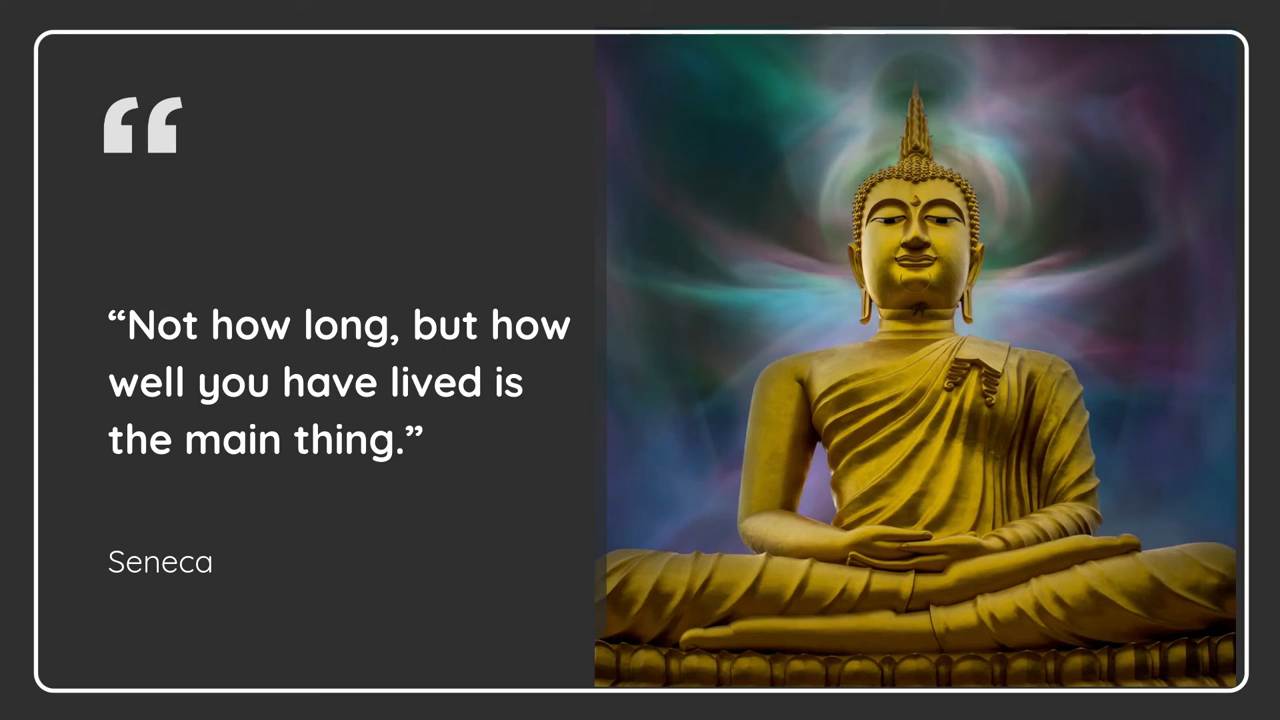 “Not how long, but how
well you have lived is
the main thing.”
Seneca